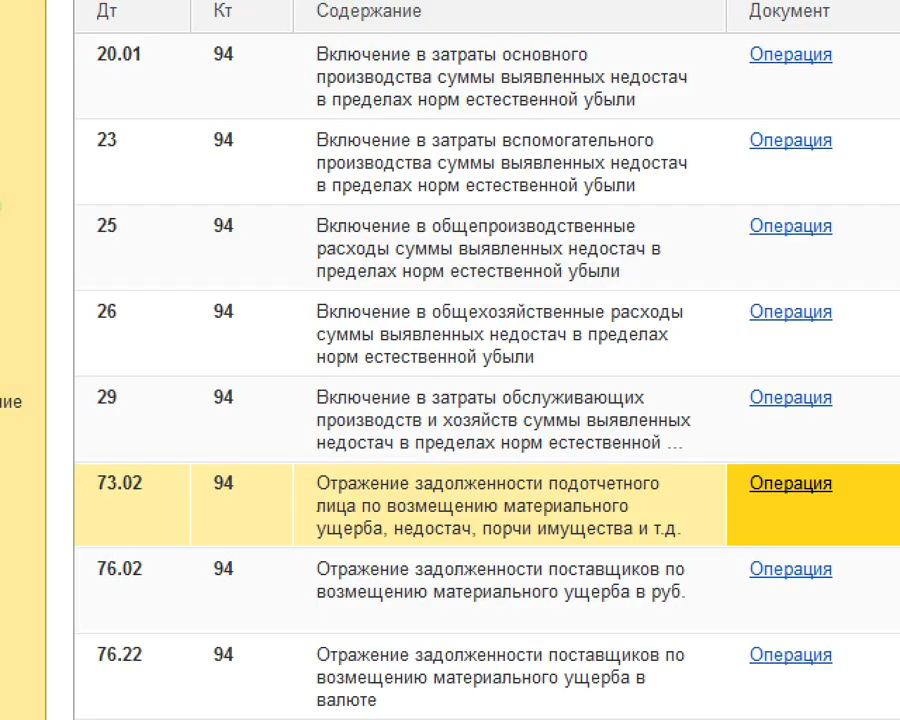 Дт Кт Содержание Документ
20.01 94 Включение в затраты основного Операция
производства суммы выявленных недостач
в пределах норм естественной убыли
23 94 Включение в затраты вспомогательного Операция
производства суммы выявленных недостач
в пределах норм естественной убыли
25 94 Включение в общепроизводственные Операция
расходы суммы выявленных недостач в
пределах норм естественной убыли
26 94 Включение в общехозяйственные расходы Операция
суммы выявленных недостач в пределах
норм естественной убыли
29 94 Включение в затраты обслуживающих Операция
производств и хозяйств суммы выявленных
недостач в пределах норм естественной ...
73.02 94 Отражение задолженности подотчетного Операция
лица по возмещению материального
ущерба, недостач, порчи имущества и т.д.
76.02 94 Отражение задолженности поставщиков по Операция
возмещению материального ущерба в руб.
76.22 94 Отражение задолженности поставщиков по Операция
возмещению материального ущерба в
валюте